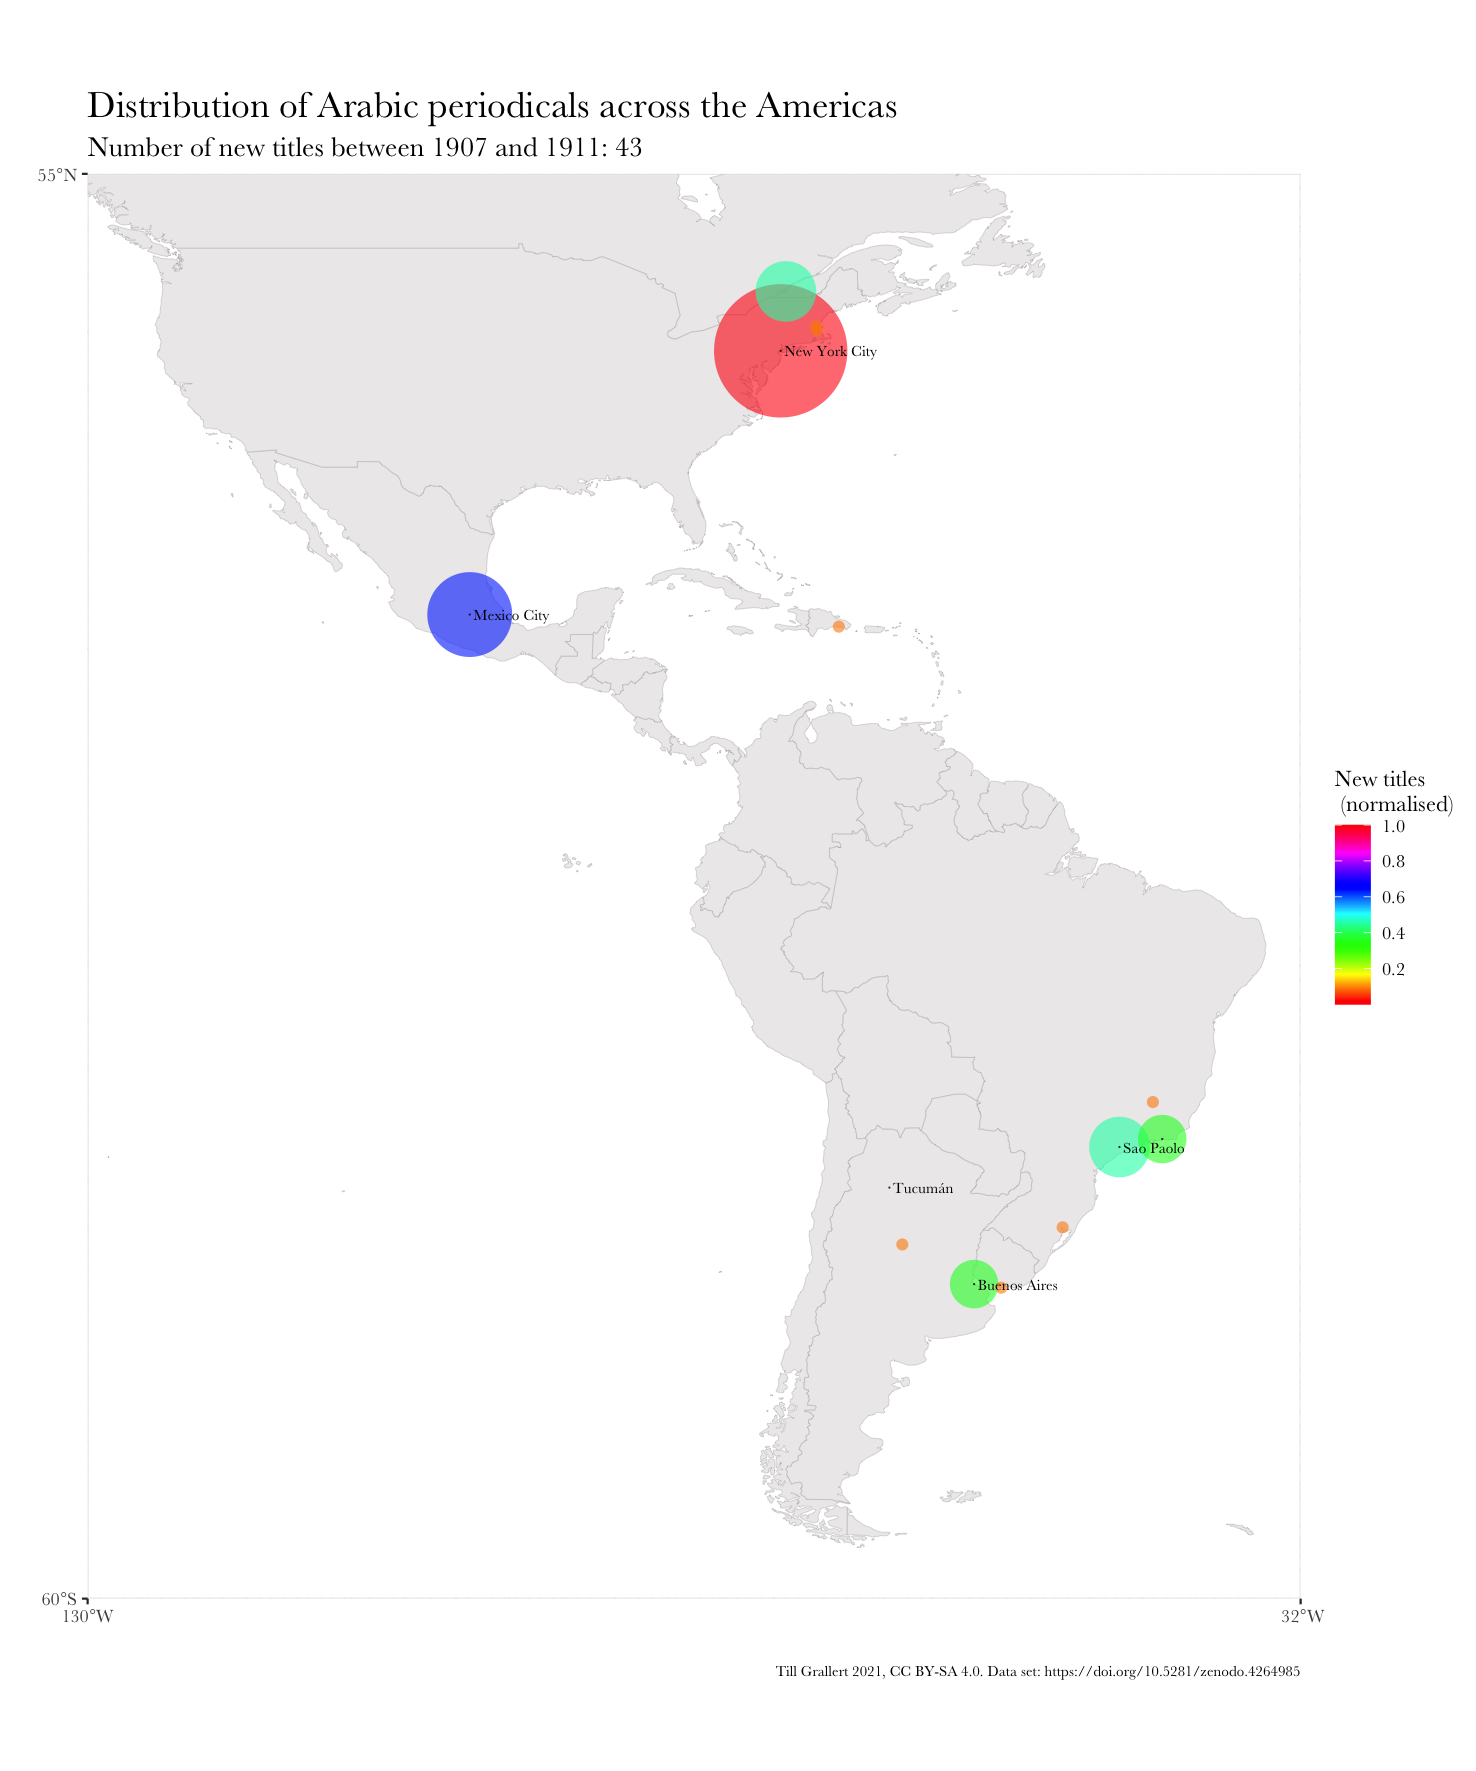 Distribution of Arabic periodicals across the Americas
Number of new titles between 1907 and 1911: 43
55°N
New York City
Mexico City
New titles
(normalised)
1.0
0.8
0.6
0.4
0.2
Sao Paolo
Tucumán
Buenos Aires
60°S
130°W
32°W
Till Grallert 2021, CC BY-SA 4.0. Data set: https://doi.org/10.5281/zenodo.4264985